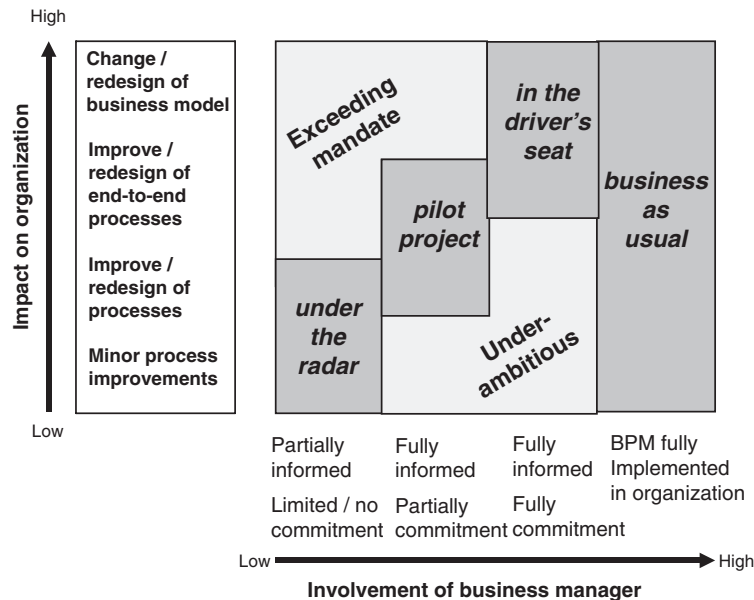 High
Impact on organization
Low
Change /
redesign of
business model
Improve /
redesign of
end-to-end
processes
Improve /
redesign of
processes
Minor process
improvements
Exceeding
mandate
in the
driver's
seat
pilot
project
business
as
usual
under
the
radar
Under-
ambitious
Partially
informed
Limited / no
commitment
Fully
informed
Partially
commitment
Fully
informed
Fully
commitment
BPM fully
Implemented
in organization
Low
High
Involvement of business manager